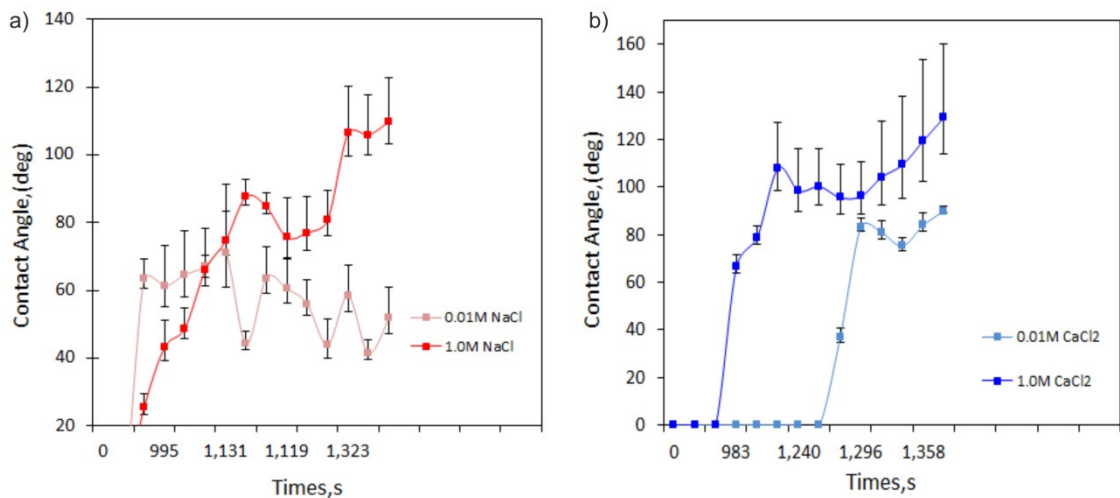 a)
140
120
100
80
60
40
20
Contact Angle,(deg)
0.01M NaCl
1.0M NaCl
0 995 1,131 1,119 1,323
Times,s
b)
160
140
120
100
80
60
40
20
0
Contact Angle,(deg)
0.01M CaCl2
1.0M CaCl2
0 983 1,240 1,296 1,358
Times,s